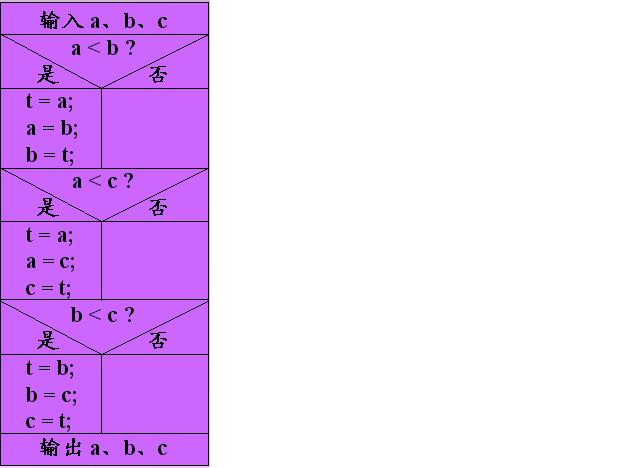 输入 a、b、c
a < b ?
是 否
t = a;
a = b;
b = t;
a < c ?
是 否
t = a;
a = c;
c = t;
b < c ?
是 否
t = b;
b = c;
c = t;
输出 a、b、c